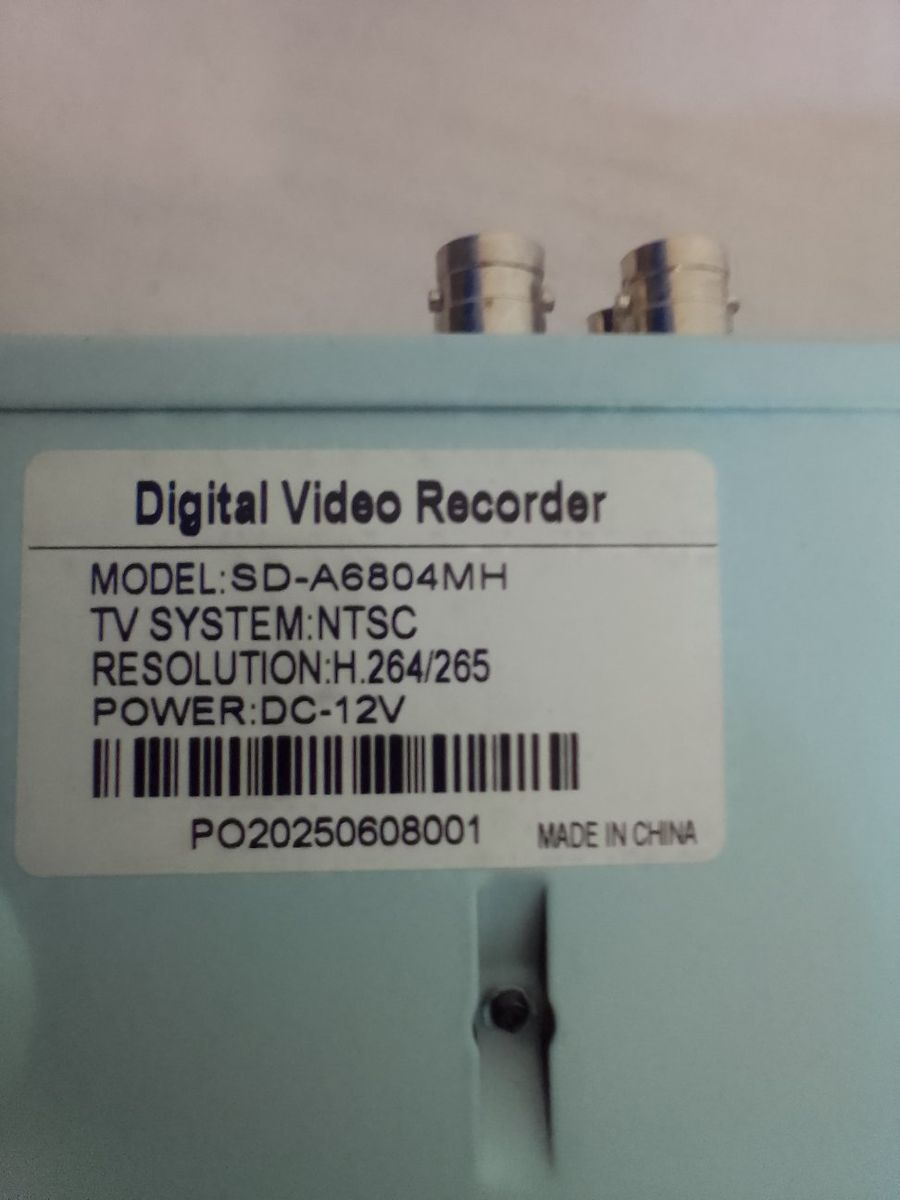 Digital Video Recorder
MODEL:SD-A6804MH
TV SYSTEM:NTSC
RESOLUTION:H.264/265
POWER:DC-12V
PO20250608001 MADE IN CHINA